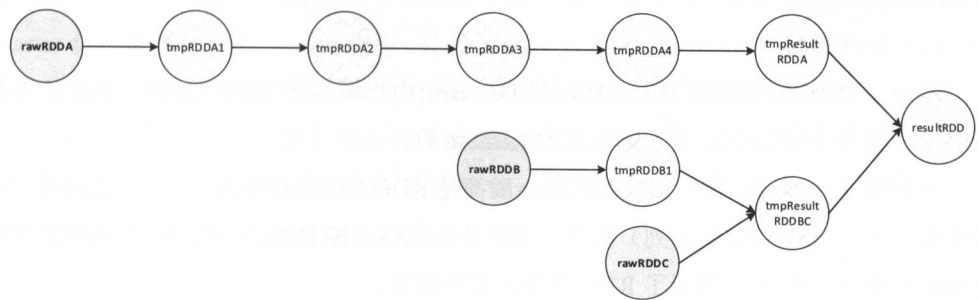 rawRDDA
tmpRDDA1
tmpRDDA2
tmpRDDA3
tmpRDDA4
tmpResult
RDDA
resultRDD
rawRDDB
tmpRDDB1
tmpResult
RDDBC
rawRDDC